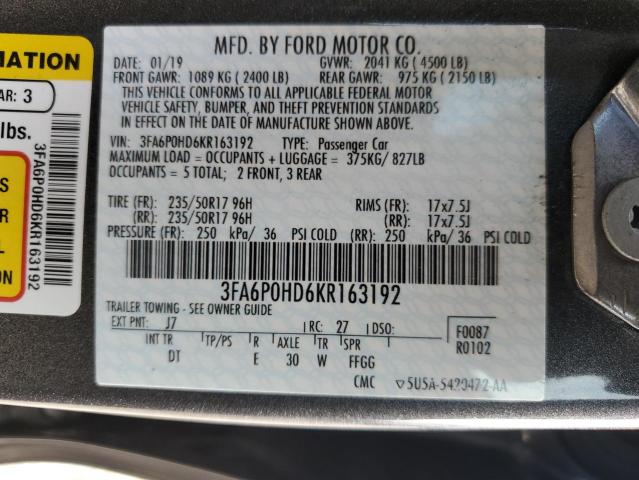 MFD. BY FORD MOTOR CO.
DATE: 01/19 GVWR: 2041 KG ( 4500 LB)
FRONT GAWR: 1089 KG ( 2400 LB) REAR GAWR: 975 KG ( 2150 LB)
THIS VEHICLE CONFORMS TO ALL APPLICABLE FEDERAL MOTOR
VEHICLE SAFETY, BUMPER, AND THEFT PREVENTION STANDARDS
IN EFFECT ON THE DATE OF MANUFACTURE SHOWN ABOVE.
VIN: 3FA6P0HD6KR163192 TYPE: Passenger Car
MAXIMUM LOAD = OCCUPANTS + LUGGAGE = 375KG/ 827LB
OCCUPANTS = 5 TOTAL; 2 FRONT, 3 REAR
TIRE (FR): 235/50R17 96H RIMS (FR): 17x7.5J
(RR): 235/50R17 96H (RR): 17x7.5J
PRESSURE (FR): 250 kPa/ 36 PSI COLD (RR): 250 kPa/ 36 PSI COLD
3FA6P0HD6KR163192
TRAILER TOWING - SEE OWNER GUIDE
EXT PNT: J7 RC: 27 DSO: F0087
INT TR TP/PS R AXLE TR SPR R0102
DT E 30 W FFGG
CMC 5U5A-5420472-AA
MATION
AR: 3
lbs.
3FA6P0HD6KR163192
S
R
L
ON